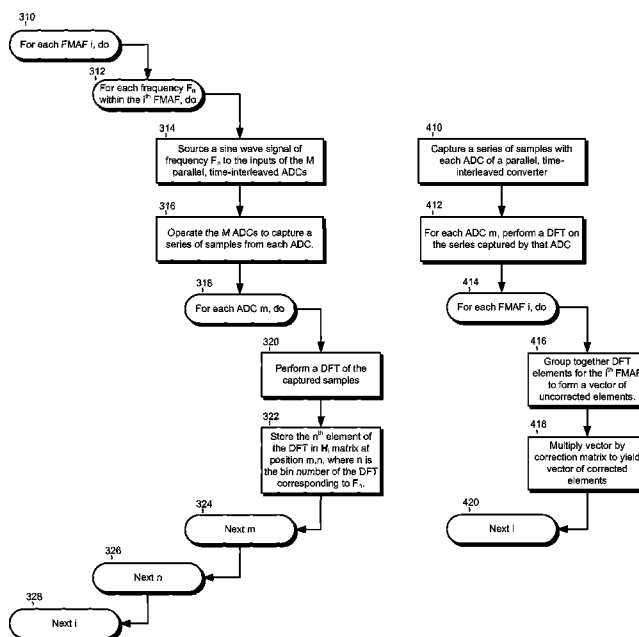 310
For each FMAF i, do
312
For each frequency Fn
within the ith FMAF, do
314
Source a sine wave signal of
frequency Fn to the inputs of the M
parallel, time-interleaved ADCs
316
Operate the M ADCs to capture a
series of samples from each ADC.
318
For each ADC m, do
320
Perform a DFT of the
captured samples
322
Store the nth element of
the DFT in Hi matrix at
position m,n, where n is
the bin number of the DFT
corresponding to Fn.
324
Next m
326
Next n
328
Next i
410
Capture a series of samples with
each ADC of a parallel, time-
interleaved converter
412
For each ADC m, perform a DFT on
the series captured by that ADC
414
For each FMAF i, do
416
Group together DFT
elements for the ith FMAF
to form a vector of
uncorrected elements.
418
Multiply vector by
correction matrix to yield
vector of corrected
elements
420
Next I